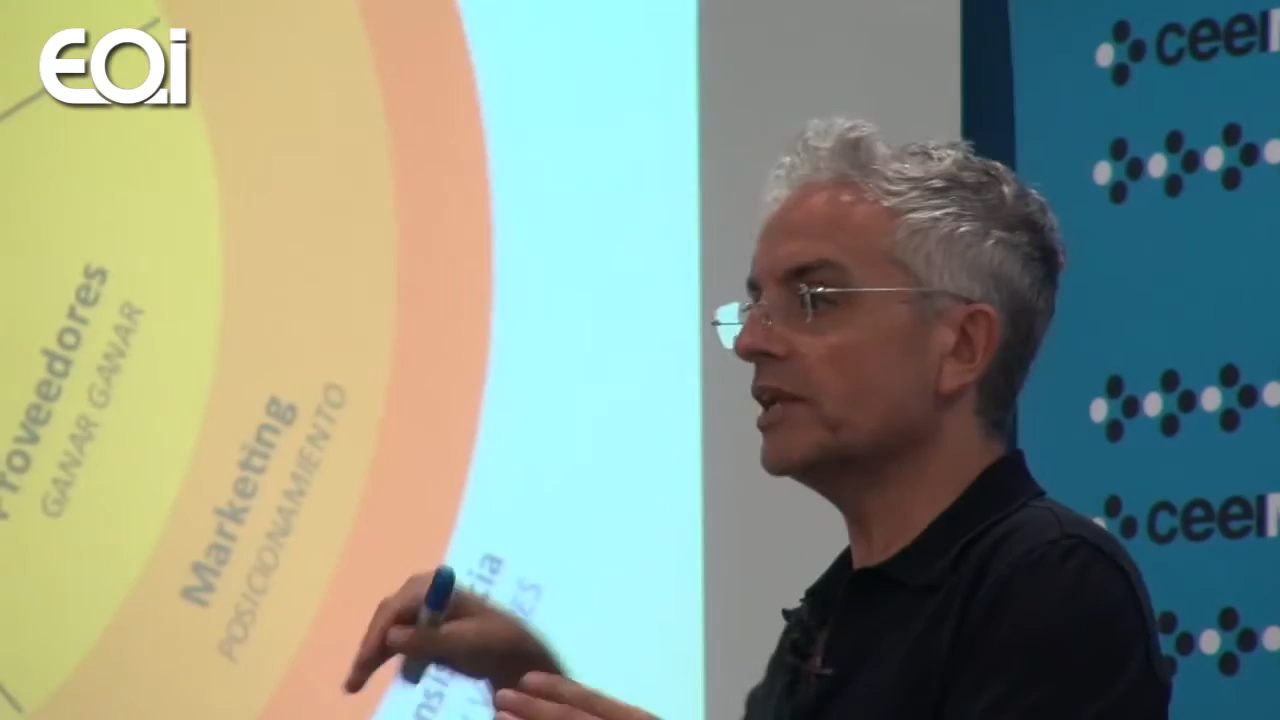 EOi
ceei
Proveedores
GANAR GANAR
Marketing
POSICIONAMIENTO
ceei